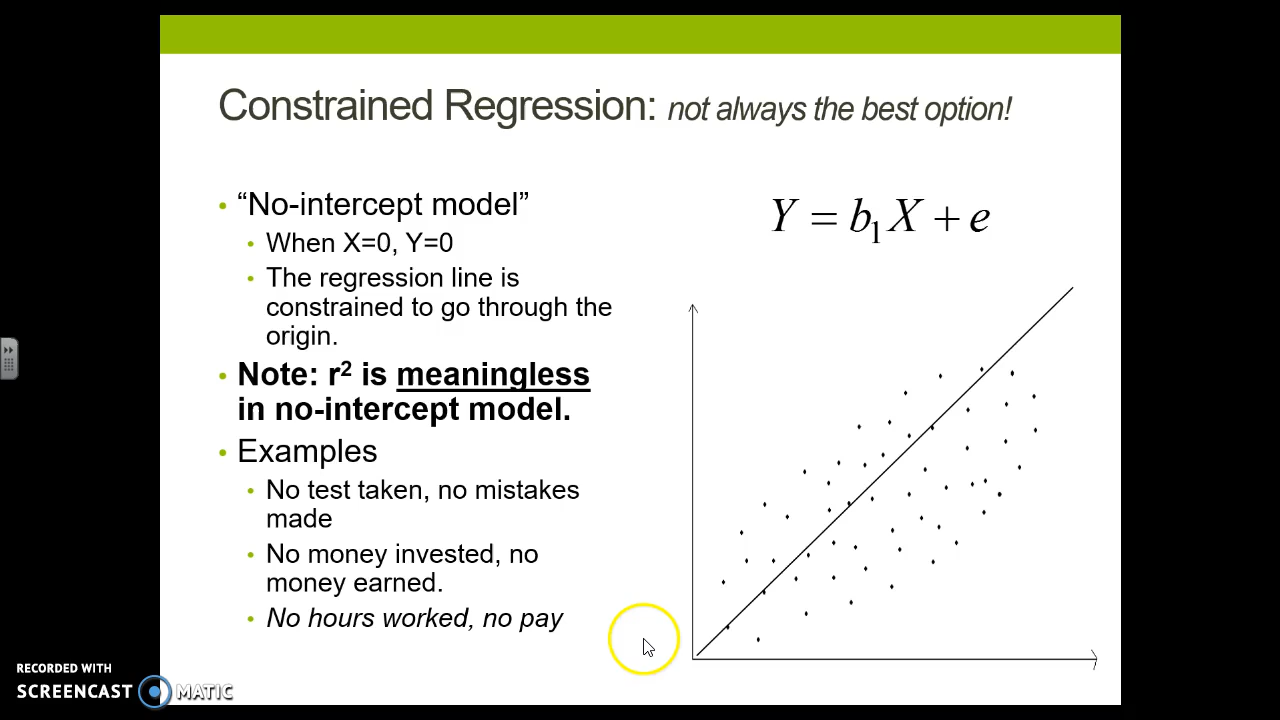 Constrained Regression: not always the best option!
• “No-intercept model”
• When X=0, Y=0
• The regression line is
constrained to go through the
origin.
• Note: r² is meaningless
in no-intercept model.
• Examples
• No test taken, no mistakes
made
• No money invested, no
money earned.
• No hours worked, no pay
Y = b₁X + e
RECORDED WITH
SCREENCAST MATIC